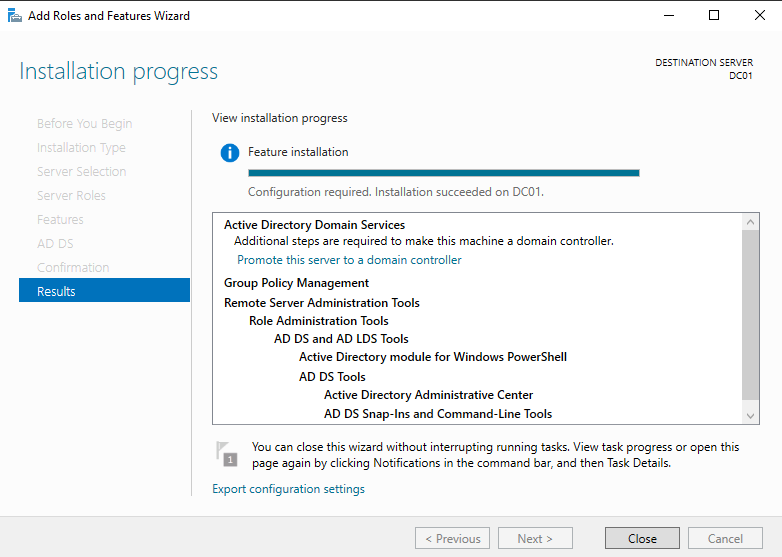 Add Roles and Features Wizard
Installation progress
DESTINATION SERVER
DC01
Before You Begin
Installation Type
Server Selection
Server Roles
Features
AD DS
Confirmation
Results
View installation progress
Feature installation
Configuration required. Installation succeeded on DC01.
Active Directory Domain Services
Additional steps are required to make this machine a domain controller.
Promote this server to a domain controller
Group Policy Management
Remote Server Administration Tools
Role Administration Tools
AD DS and AD LDS Tools
Active Directory module for Windows PowerShell
AD DS Tools
Active Directory Administrative Center
AD DS Snap-Ins and Command-Line Tools
1
You can close this wizard without interrupting running tasks. View task progress or open this
page again by clicking Notifications in the command bar, and then Task Details.
Export configuration settings
< Previous
Next >
Close
Cancel